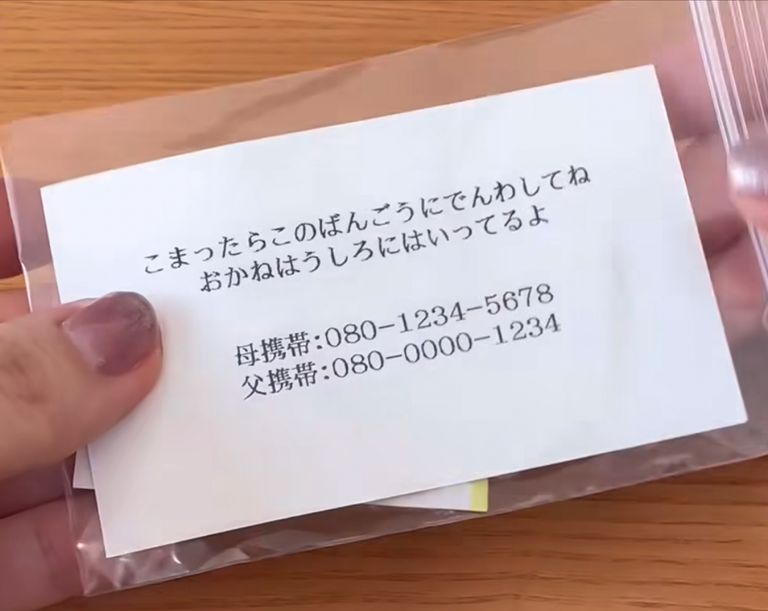 こまったらこのばんごうにでんわしてね
おかねはうしろにはいってるよ
母携帯:080-1234-5678
父携帯:080-0000-1234